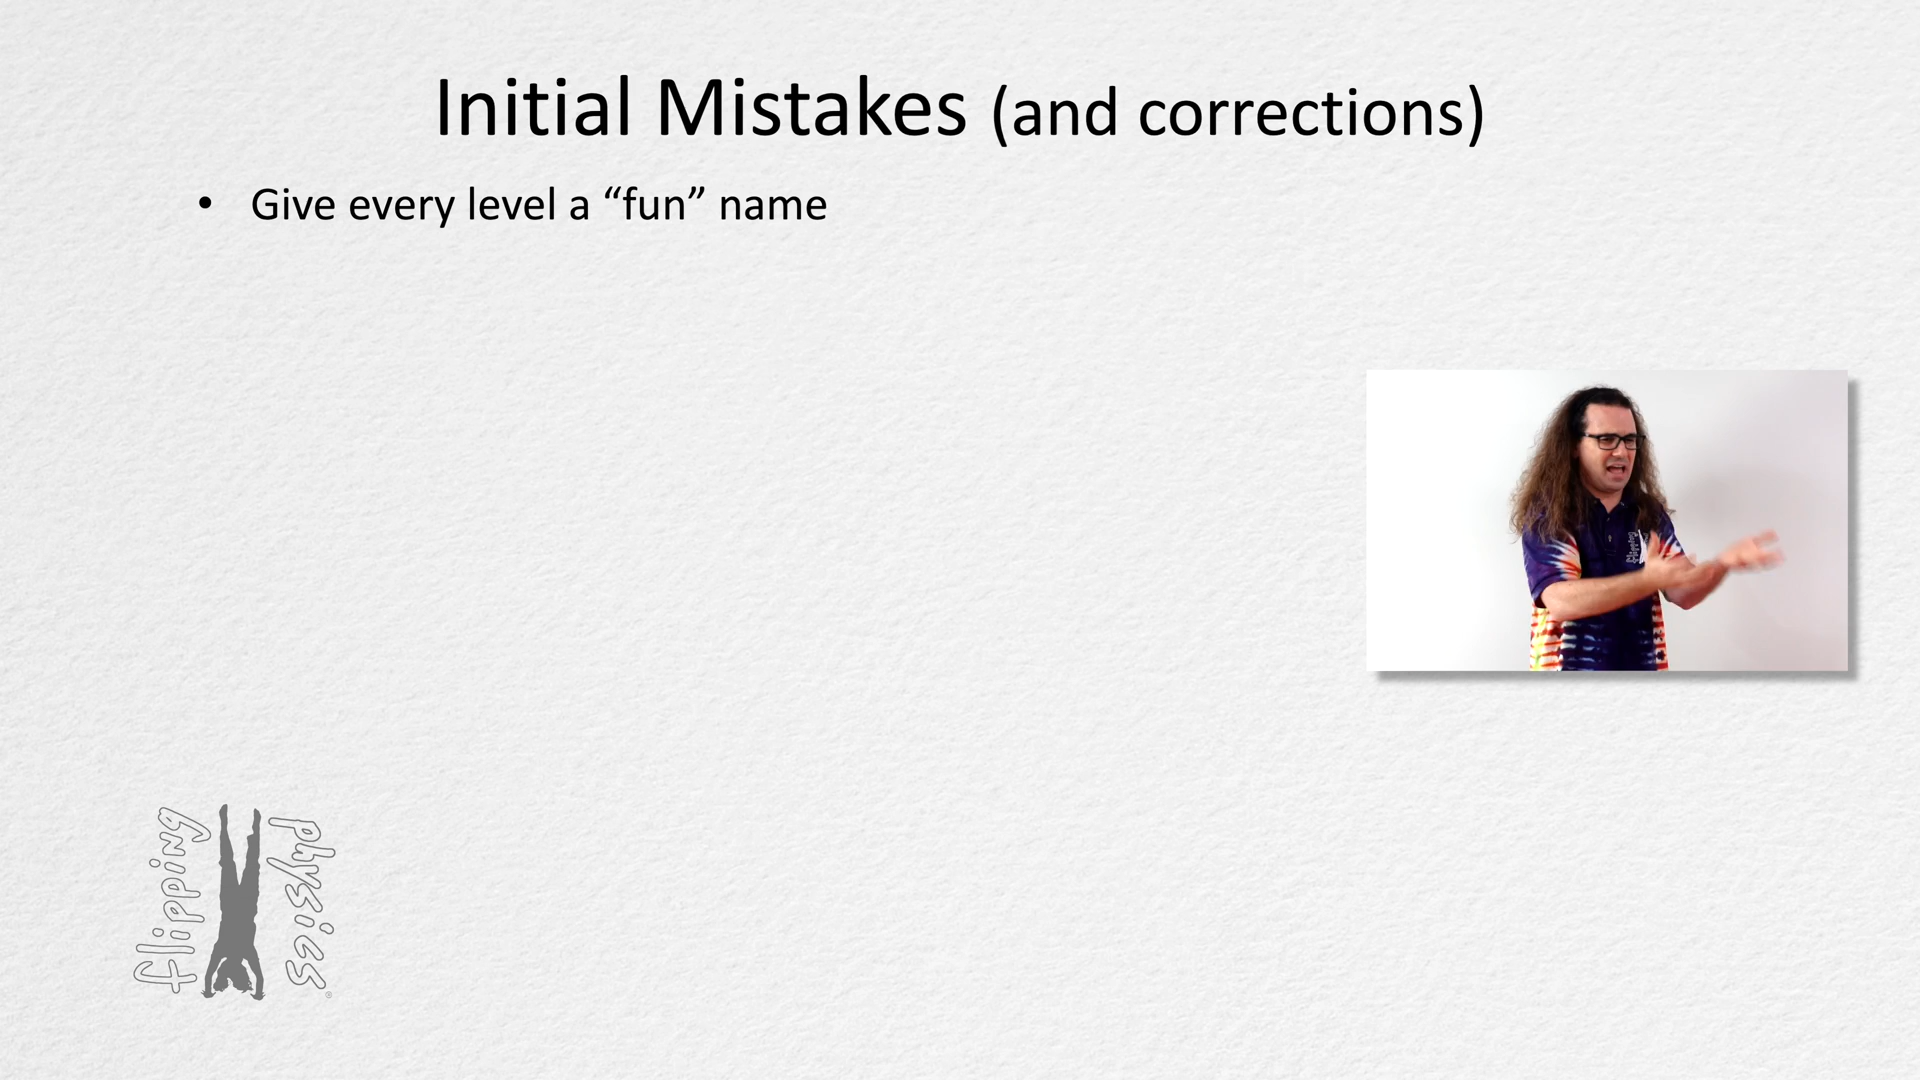 Initial Mistakes (and corrections)
• Give every level a “fun” name
flipping
physics
®